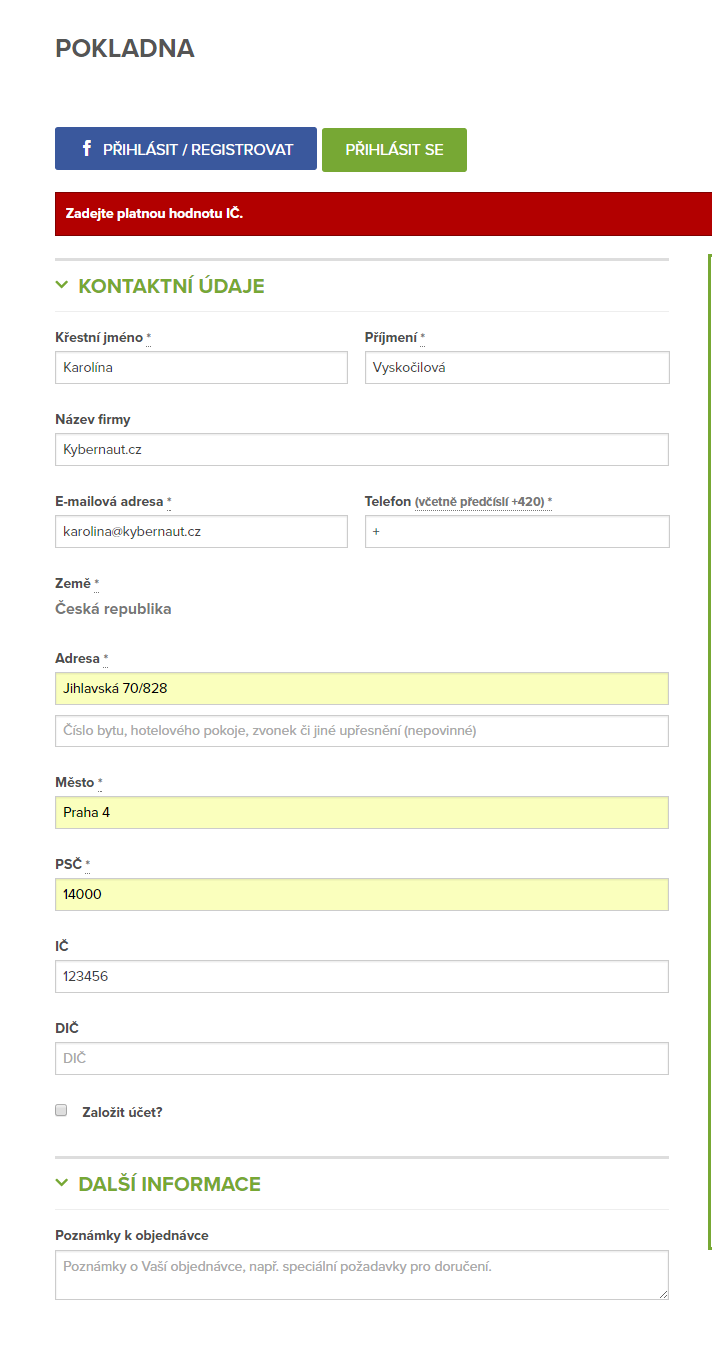 POKLADNA
f PŘIHLÁSIT / REGISTROVAT PŘIHLÁSIT SE
Zadejte platnou hodnotu IČ.
KONTAKTNÍ ÚDAJE
Křestní jméno * Příjmení *
Karolína Vyskočilová
Název firmy
Kybernaut.cz
E-mailová adresa * Telefon (včetně předčíslí +420) *
karolina@kybernaut.cz +
Země *
Česká republika
Adresa *
Jihlavská 70/828
Číslo bytu, hotelového pokoje, zvonek či jiné upřesnění (nepovinné)
Město *
Praha 4
PSČ *
14000
IČ
123456
DIČ
DIČ
Založit účet?
DALŠÍ INFORMACE
Poznámky k objednávce
Poznámky o Vaší objednávce, např. speciální požadavky pro doručení.